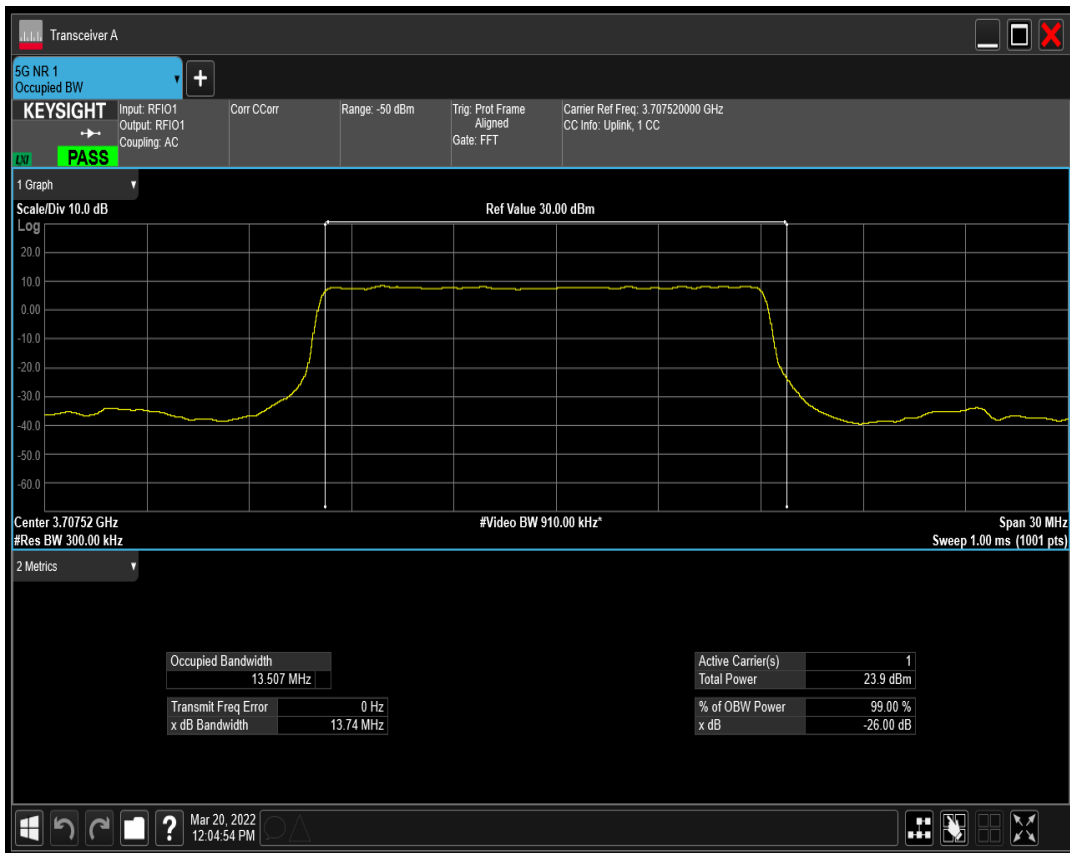 Transceiver A
5G NR 1
Occupied BW
+
KEYSIGHT
LXI
PASS
Input: RFIO1
Output: RFIO1
Coupling: AC
Corr CCorr
Range: -50 dBm
Trig: Prot Frame
Aligned
Gate: FFT
Carrier Ref Freq: 3.707520000 GHz
CC Info: Uplink, 1 CC
1 Graph
Scale/Div 10.0 dB
Ref Value 30.00 dBm
Log
20.0
10.0
0.00
-10.0
-20.0
-30.0
-40.0
-50.0
-60.0
Center 3.70752 GHz
#Video BW 910.00 kHz*
Span 30 MHz
#Res BW 300.00 kHz
Sweep 1.00 ms (1001 pts)
2 Metrics
Occupied Bandwidth
13.507 MHz
Transmit Freq Error 0 Hz
x dB Bandwidth 13.74 MHz
Active Carrier(s) 1
Total Power 23.9 dBm
% of OBW Power 99.00 %
x dB -26.00 dB
?
Mar 20, 2022
12:04:54 PM